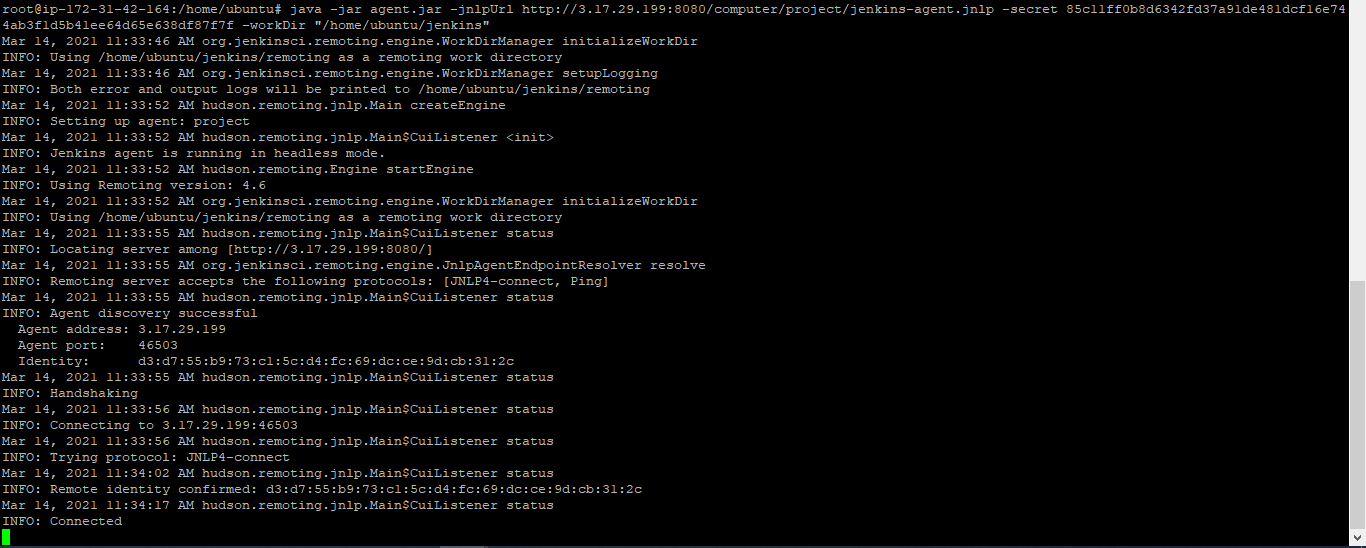 root@ip-172-31-42-164:/home/ubuntu# java -jar agent.jar -jnlpUrl http://3.17.29.199:8080/computer/project/jenkins-agent.jnlp -secret 85c11ff0b8d6342fd37a91de481dcf16e74
4ab3f1d5b41ee64d65e638df87f7f -workDir "/home/ubuntu/jenkins"
Mar 14, 2021 11:33:46 AM org.jenkinsci.remoting.engine.WorkDirManager initializeWorkDir
INFO: Using /home/ubuntu/jenkins/remoting as a remoting work directory
Mar 14, 2021 11:33:46 AM org.jenkinsci.remoting.engine.WorkDirManager setupLogging
INFO: Both error and output logs will be printed to /home/ubuntu/jenkins/remoting
Mar 14, 2021 11:33:52 AM hudson.remoting.jnlp.Main createEngine
INFO: Setting up agent: project
Mar 14, 2021 11:33:52 AM hudson.remoting.jnlp.Main$CuiListener <init>
INFO: Jenkins agent is running in headless mode.
Mar 14, 2021 11:33:52 AM hudson.remoting.Engine startEngine
INFO: Using Remoting version: 4.6
Mar 14, 2021 11:33:52 AM org.jenkinsci.remoting.engine.WorkDirManager initializeWorkDir
INFO: Using /home/ubuntu/jenkins/remoting as a remoting work directory
Mar 14, 2021 11:33:55 AM hudson.remoting.jnlp.Main$CuiListener status
INFO: Locating server among [http://3.17.29.199:8080/]
Mar 14, 2021 11:33:55 AM org.jenkinsci.remoting.engine.JnlpAgentEndpointResolver resolve
INFO: Remoting server accepts the following protocols: [JNLP4-connect, Ping]
Mar 14, 2021 11:33:55 AM hudson.remoting.jnlp.Main$CuiListener status
INFO: Agent discovery successful
  Agent address: 3.17.29.199
  Agent port:    46503
  Identity:      d3:d7:55:b9:73:c1:5c:d4:fc:69:dc:ce:9d:cb:31:2c
Mar 14, 2021 11:33:55 AM hudson.remoting.jnlp.Main$CuiListener status
INFO: Handshaking
Mar 14, 2021 11:33:56 AM hudson.remoting.jnlp.Main$CuiListener status
INFO: Connecting to 3.17.29.199:46503
Mar 14, 2021 11:33:56 AM hudson.remoting.jnlp.Main$CuiListener status
INFO: Trying protocol: JNLP4-connect
Mar 14, 2021 11:34:02 AM hudson.remoting.jnlp.Main$CuiListener status
INFO: Remote identity confirmed: d3:d7:55:b9:73:c1:5c:d4:fc:69:dc:ce:9d:cb:31:2c
Mar 14, 2021 11:34:17 AM hudson.remoting.jnlp.Main$CuiListener status
INFO: Connected